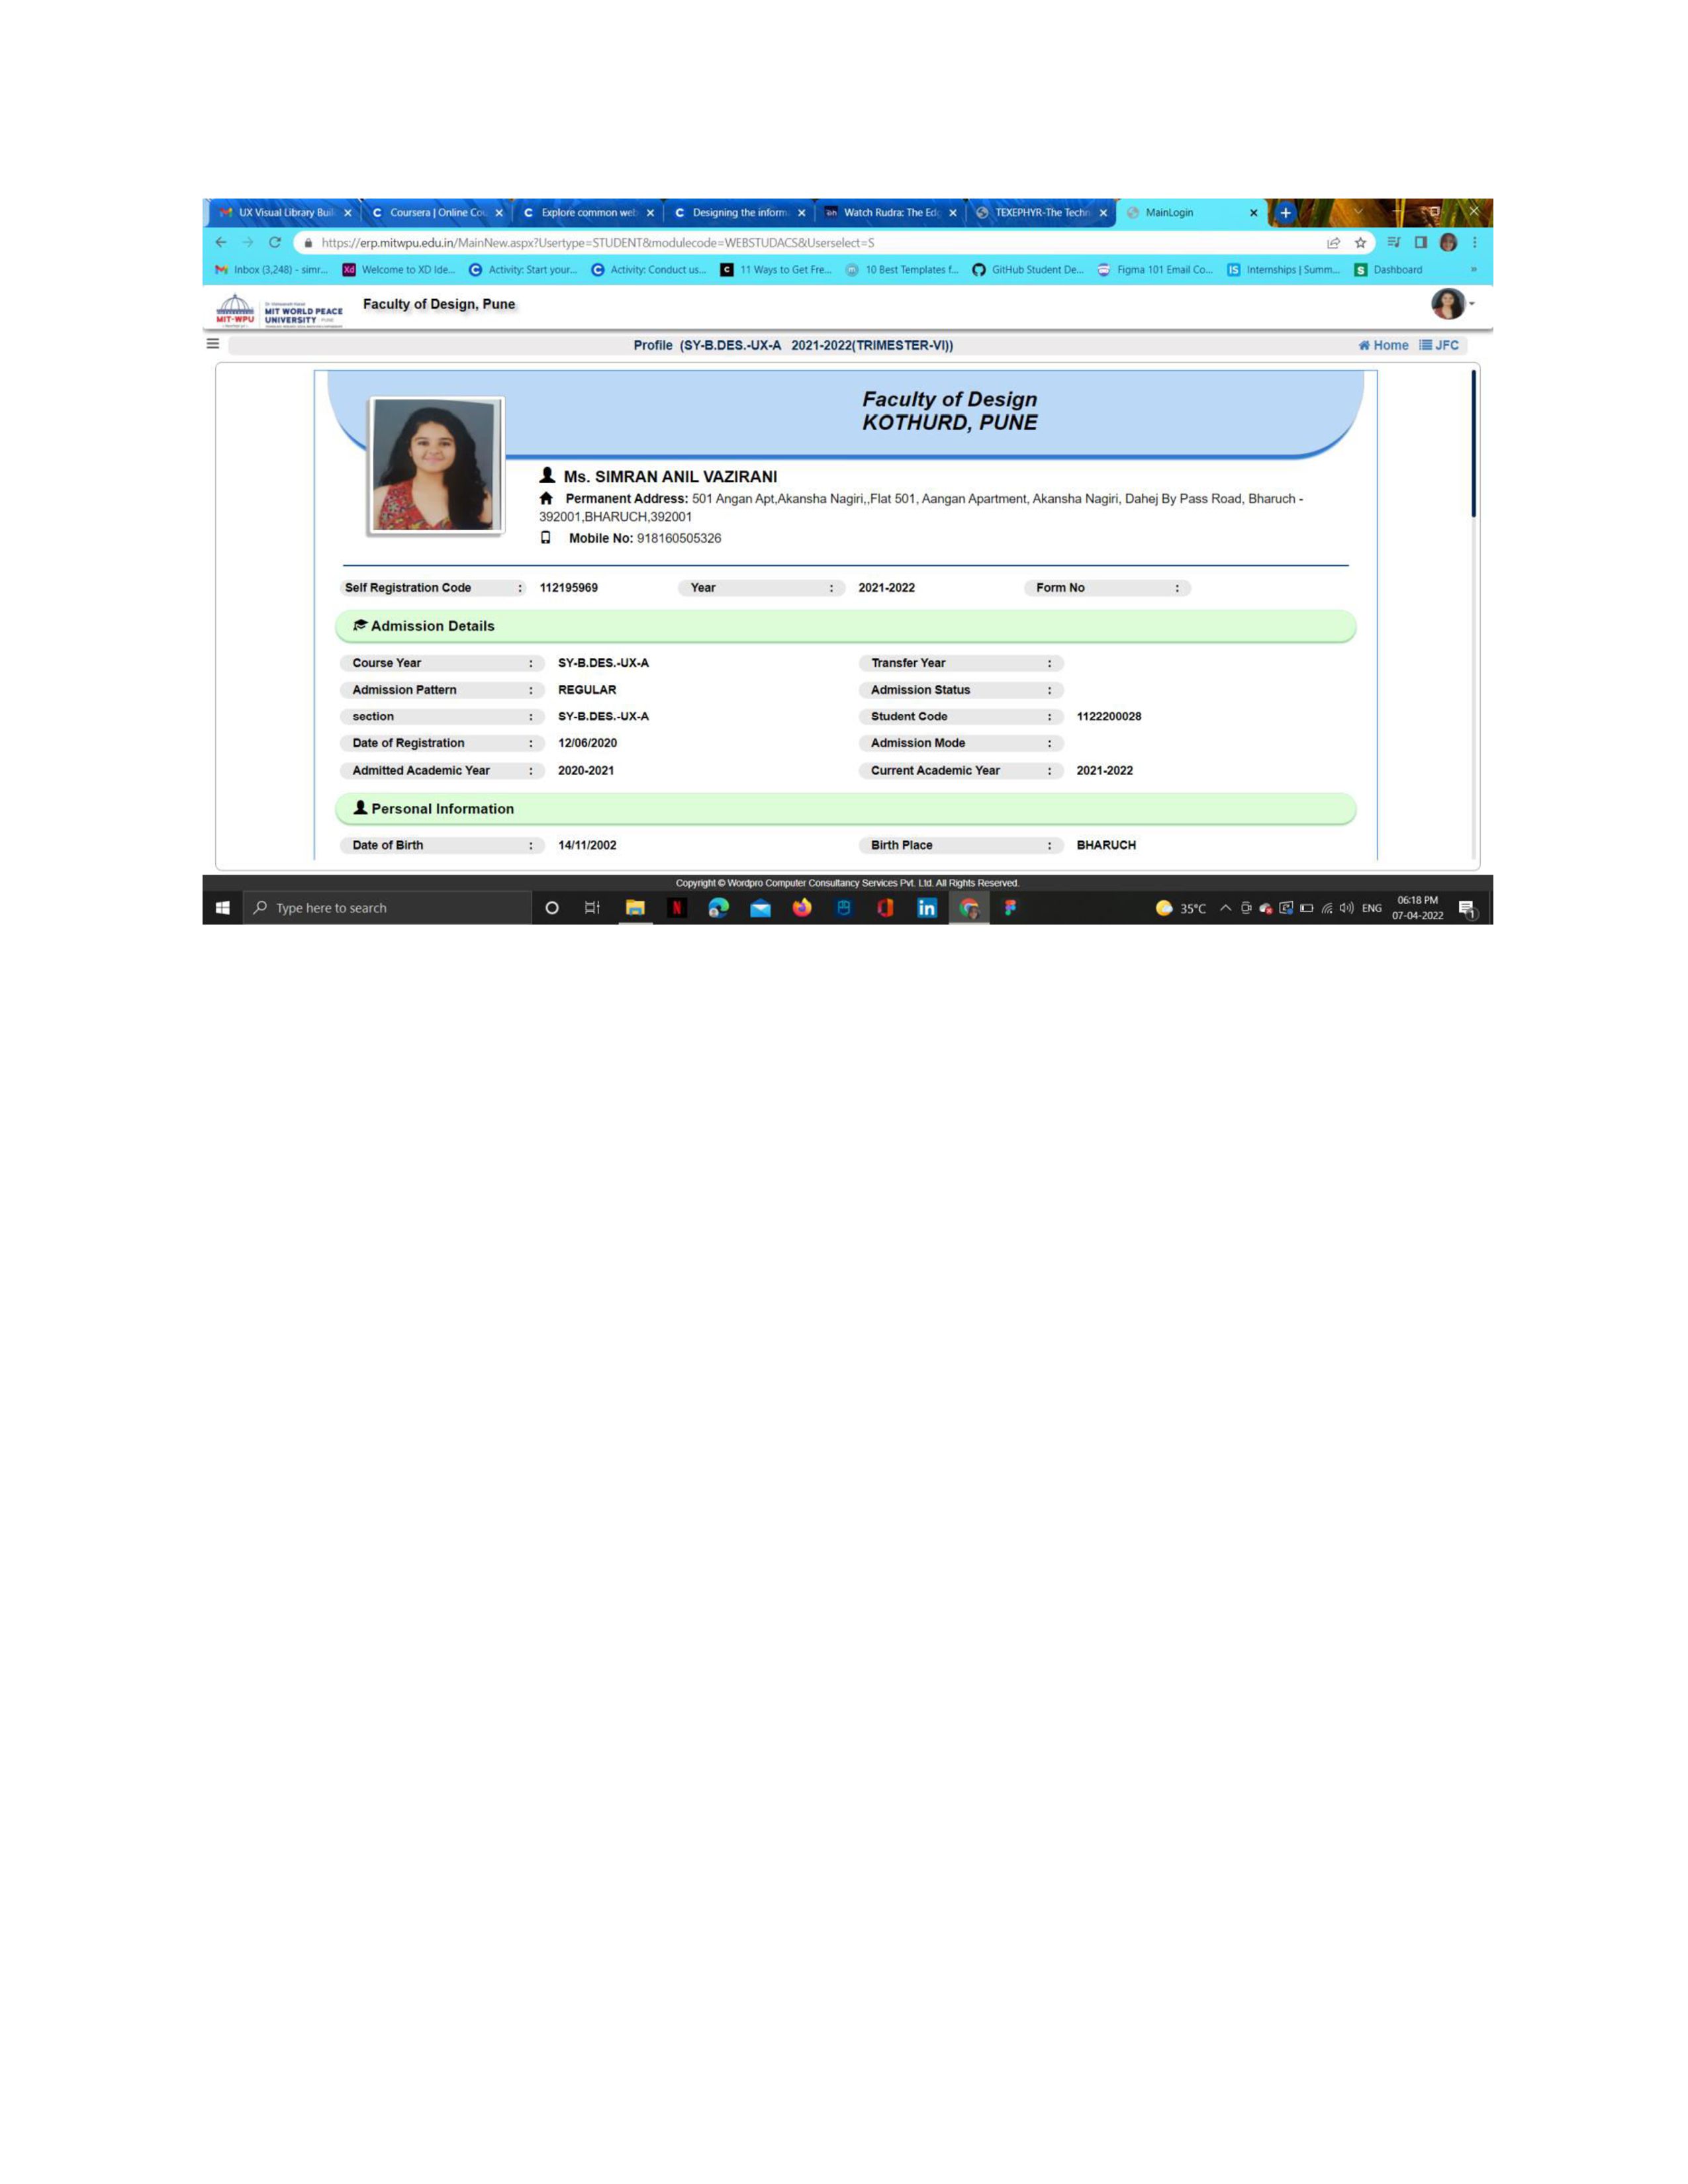 UX Visual Library Buil
Coursera | Online Cou
Explore common web
Designing the inform
Watch Rudra: The Edg
TEXEPHYR-The Techn
MainLogin
https://erp.mitwpu.edu.in/MainNew.aspx?Usertype=STUDENT&modulecode=WEBSTUDACS&Userselect=S
Inbox (3,248) - simr... Welcome to XD Ide... Activity: Start your... Activity: Conduct us... 11 Ways to Get Fre... 10 Best Templates f... GitHub Student De... Figma 101 Email Co... Internships | Summ... Dashboard
MIT-WPU
MIT WORLD PEACE
UNIVERSITY
Faculty of Design, Pune
Profile (SY-B.DES.-UX-A 2021-2022(TRIMESTER-VI))
Home JFC
Faculty of Design
KOTHURD, PUNE
Ms. SIMRAN ANIL VAZIRANI
Permanent Address: 501 Angan Apt,Akansha Nagiri,,Flat 501, Aangan Apartment, Akansha Nagiri, Dahej By Pass Road, Bharuch -
392001,BHARUCH,392001
Mobile No: 918160505326
Self Registration Code : 112195969 Year : 2021-2022 Form No :
Admission Details
Course Year : SY-B.DES.-UX-A Transfer Year :
Admission Pattern : REGULAR Admission Status :
section : SY-B.DES.-UX-A Student Code : 1122200028
Date of Registration : 12/06/2020 Admission Mode :
Admitted Academic Year : 2020-2021 Current Academic Year : 2021-2022
Personal Information
Date of Birth : 14/11/2002 Birth Place : BHARUCH
Copyright © Wordpro Computer Consultancy Services Pvt. Ltd. All Rights Reserved.
Type here to search
35°C ENG
06:18 PM
07-04-2022